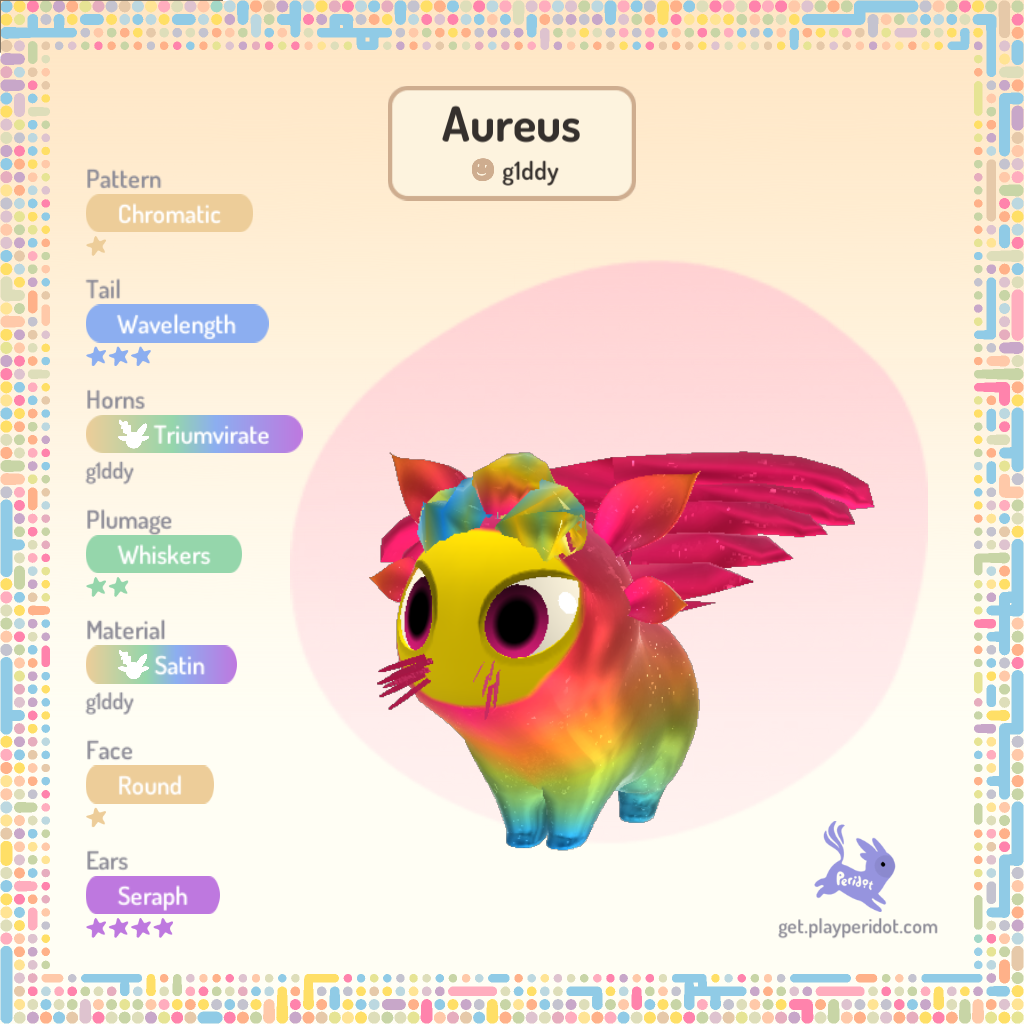 Aureus
g1ddy
Pattern
Chromatic
Tail
Wavelength
Horns
Triumvirate
g1ddy
Plumage
Whiskers
Material
Satin
g1ddy
Face
Round
Ears
Seraph
Peridot
get.playperidot.com